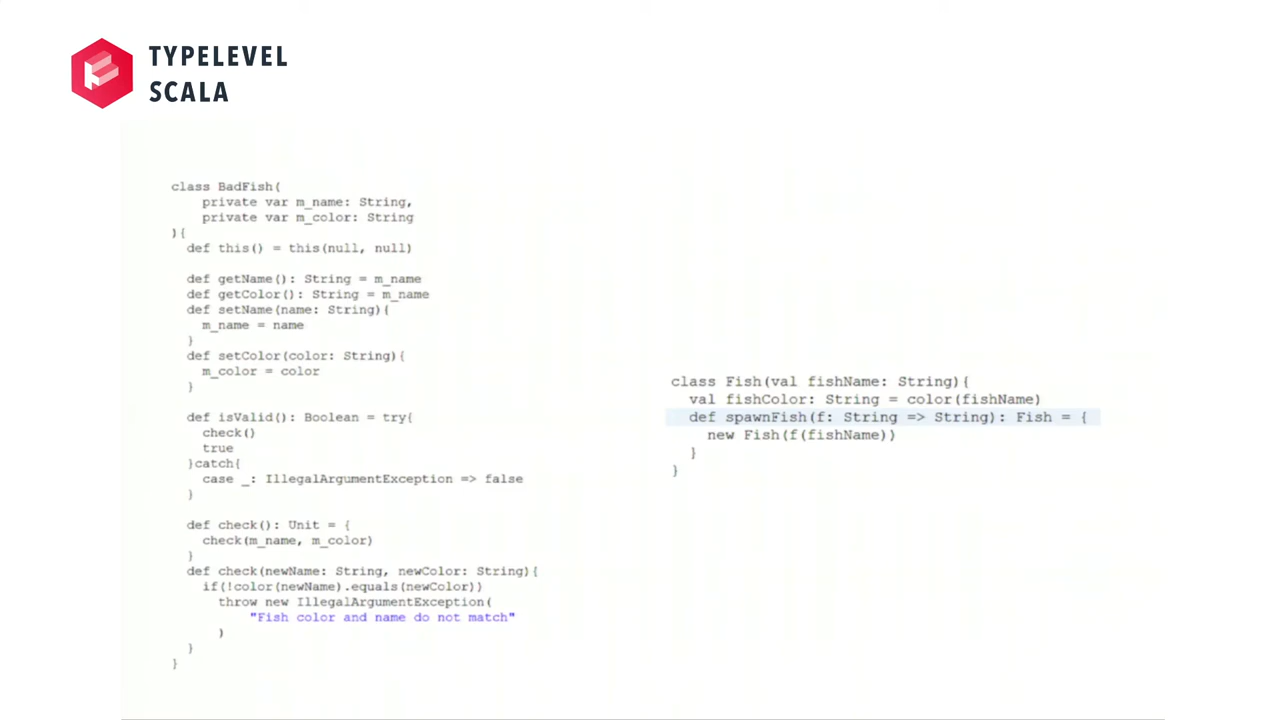 TYPELEVEL
SCALA
class BadFish(
private var m_name: String,
private var m_color: String
){
def this() = this(null, null)
def getName(): String = m_name
def getColor(): String = m_name
def setName(name: String){
m_name = name
}
def setColor(color: String){
m_color = color
}
def isValid(): Boolean = try{
check()
true
}catch{
case _: IllegalArgumentException => false
}
def check(): Unit = {
check(m_name, m_color)
}
def check(newName: String, newColor: String){
if(!color(newName).equals(newColor))
throw new IllegalArgumentException(
"Fish color and name do not match"
)
}
}
class Fish(val fishName: String){
val fishColor: String = color(fishName)
def spawnFish(f: String => String): Fish = {
new Fish(f(fishName))
}
}